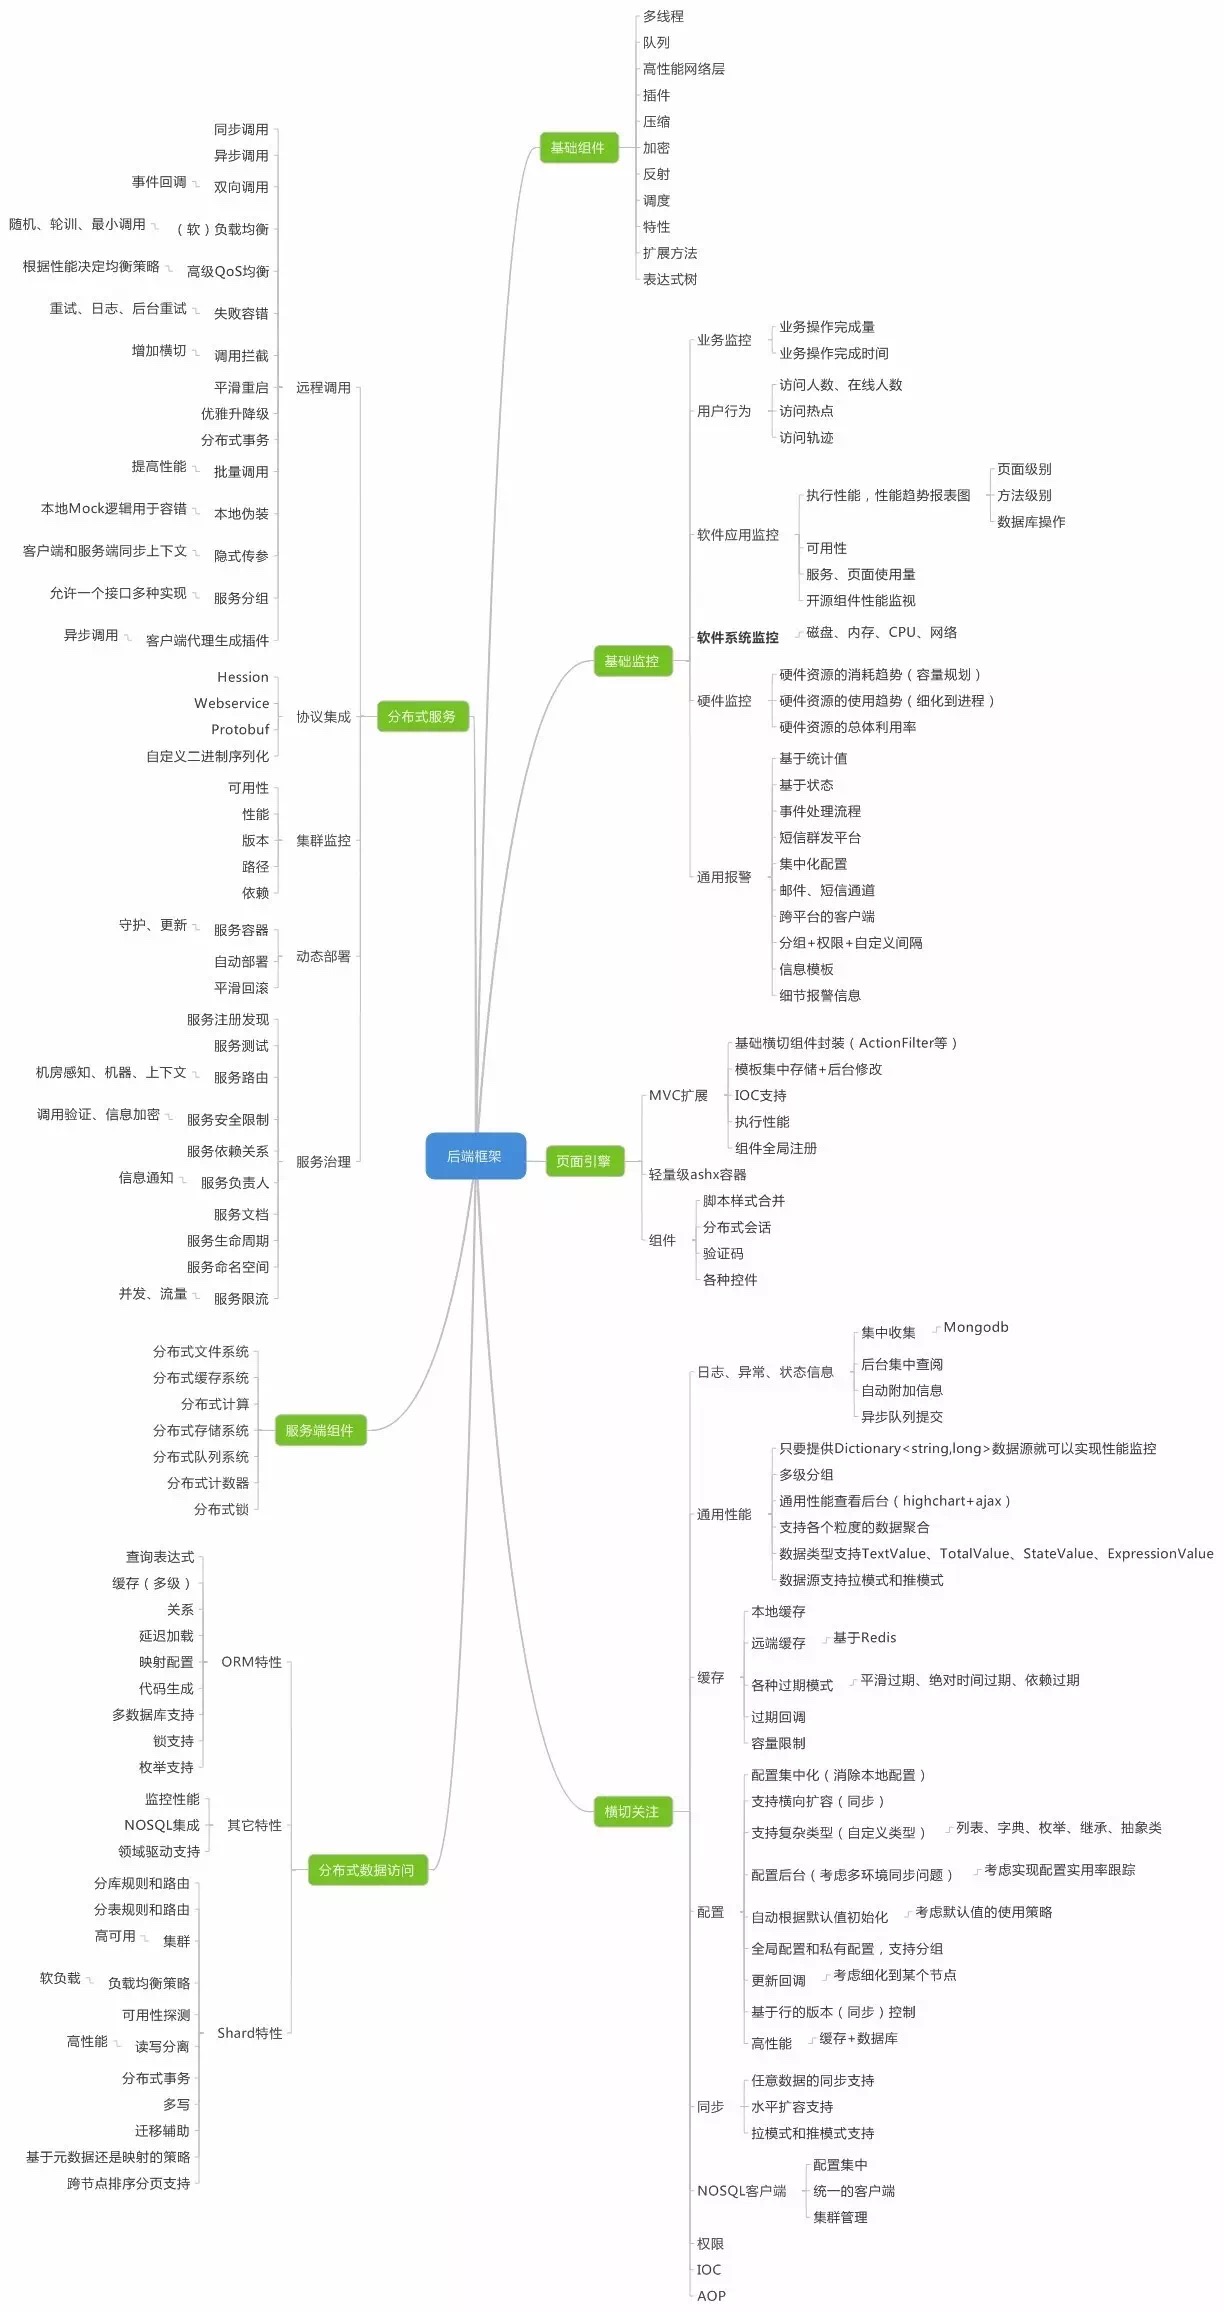 后端框架
基础组件
多线程
队列
高性能网络层
插件
压缩
加密
反射
调度
特性
扩展方法
表达式树
基础监控
业务监控
业务操作完成量
业务操作完成时间
用户行为
访问人数、在线人数
访问热点
访问轨迹
软件应用监控
执行性能，性能趋势报表图
页面级别
方法级别
数据库操作
可用性
服务、页面使用量
开源组件性能监视
软件系统监控
磁盘、内存、CPU、网络
硬件监控
硬件资源的消耗趋势（容量规划）
硬件资源的使用趋势（细化到进程）
硬件资源的总体利用率
通用报警
基于统计值
基于状态
事件处理流程
短信群发平台
集中化配置
邮件、短信通道
跨平台的客户端
分组+权限+自定义间隔
信息模板
细节报警信息
页面引擎
MVC扩展
基础横切组件封装（ActionFilter等）
模板集中存储+后台修改
IOC支持
执行性能
组件全局注册
轻量级ashx容器
组件
脚本样式合并
分布式会话
验证码
各种控件
横切关注
日志、异常、状态信息
集中收集
Mongodb
后台集中查阅
自动附加信息
异步队列提交
通用性能
只要提供Dictionary<string,long>数据源就可以实现性能监控
多级分组
通用性能查看后台（highchart+ajax）
支持各个粒度的数据聚合
数据类型支持TextValue、TotalValue、StateValue、ExpressionValue
数据源支持拉模式和推模式
缓存
本地缓存
远端缓存
基于Redis
各种过期模式
平滑过期、绝对时间过期、依赖过期
过期回调
容量限制
配置
配置集中化（消除本地配置）
支持横向扩容（同步）
支持复杂类型（自定义类型）
列表、字典、枚举、继承、抽象类
配置后台（考虑多环境同步问题）
考虑实现配置实用率跟踪
自动根据默认值初始化
考虑默认值的使用策略
全局配置和私有配置，支持分组
更新回调
考虑细化到某个节点
基于行的版本（同步）控制
高性能
缓存+数据库
同步
任意数据的同步支持
水平扩容支持
拉模式和推模式支持
NOSQL客户端
配置集中
统一的客户端
集群管理
权限
IOC
AOP
分布式服务
远程调用
同步调用
异步调用
双向调用
事件回调
（软）负载均衡
随机、轮训、最小调用
高级QoS均衡
根据性能决定均衡策略
失败容错
重试、日志、后台重试
调用拦截
增加横切
平滑重启
优雅升降级
分布式事务
批量调用
提高性能
本地伪装
本地Mock逻辑用于容错
隐式传参
客户端和服务端同步上下文
服务分组
允许一个接口多种实现
客户端代理生成插件
异步调用
协议集成
Hession
Webservice
Protobuf
自定义二进制序列化
集群监控
可用性
性能
版本
路径
依赖
动态部署
服务容器
守护、更新
自动部署
平滑回滚
服务治理
服务注册发现
服务测试
服务路由
机房感知、机器、上下文
服务安全限制
调用验证、信息加密
服务依赖关系
服务负责人
信息通知
服务文档
服务生命周期
服务命名空间
服务限流
并发、流量
服务端组件
分布式文件系统
分布式缓存系统
分布式计算
分布式存储系统
分布式队列系统
分布式计数器
分布式锁
分布式数据访问
ORM特性
查询表达式
缓存（多级）
关系
延迟加载
映射配置
代码生成
多数据库支持
锁支持
枚举支持
其它特性
监控性能
NOSQL集成
领域驱动支持
Shard特性
分库规则和路由
分表规则和路由
集群
高可用
负载均衡策略
软负载
可用性探测
读写分离
高性能
分布式事务
多写
迁移辅助
基于元数据还是映射的策略
跨节点排序分页支持